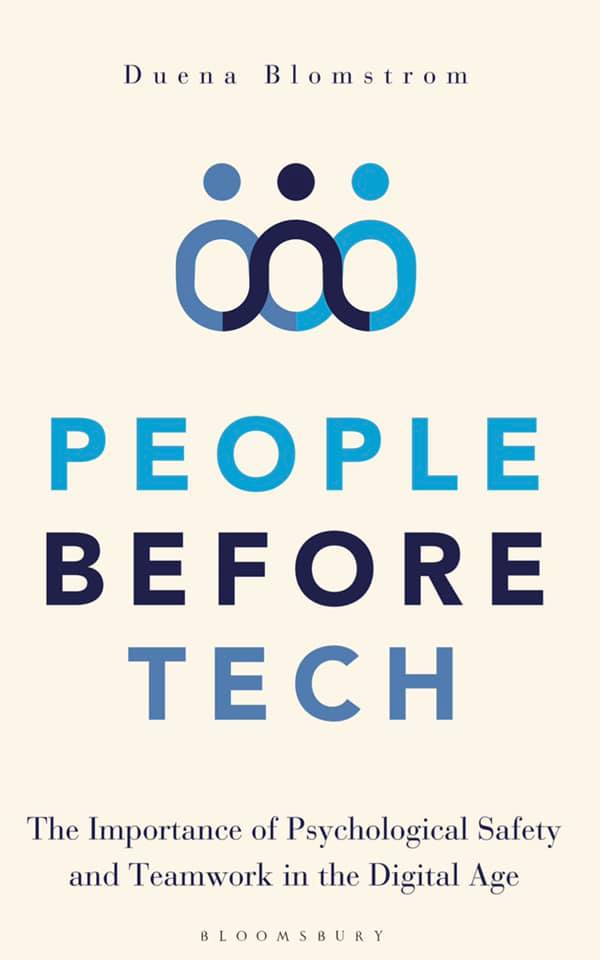 Duena Blomstrom
PEOPLE
BEFORE
TECH
The Importance of Psychological Safety
and Teamwork in the Digital Age
BLOOMSBURY